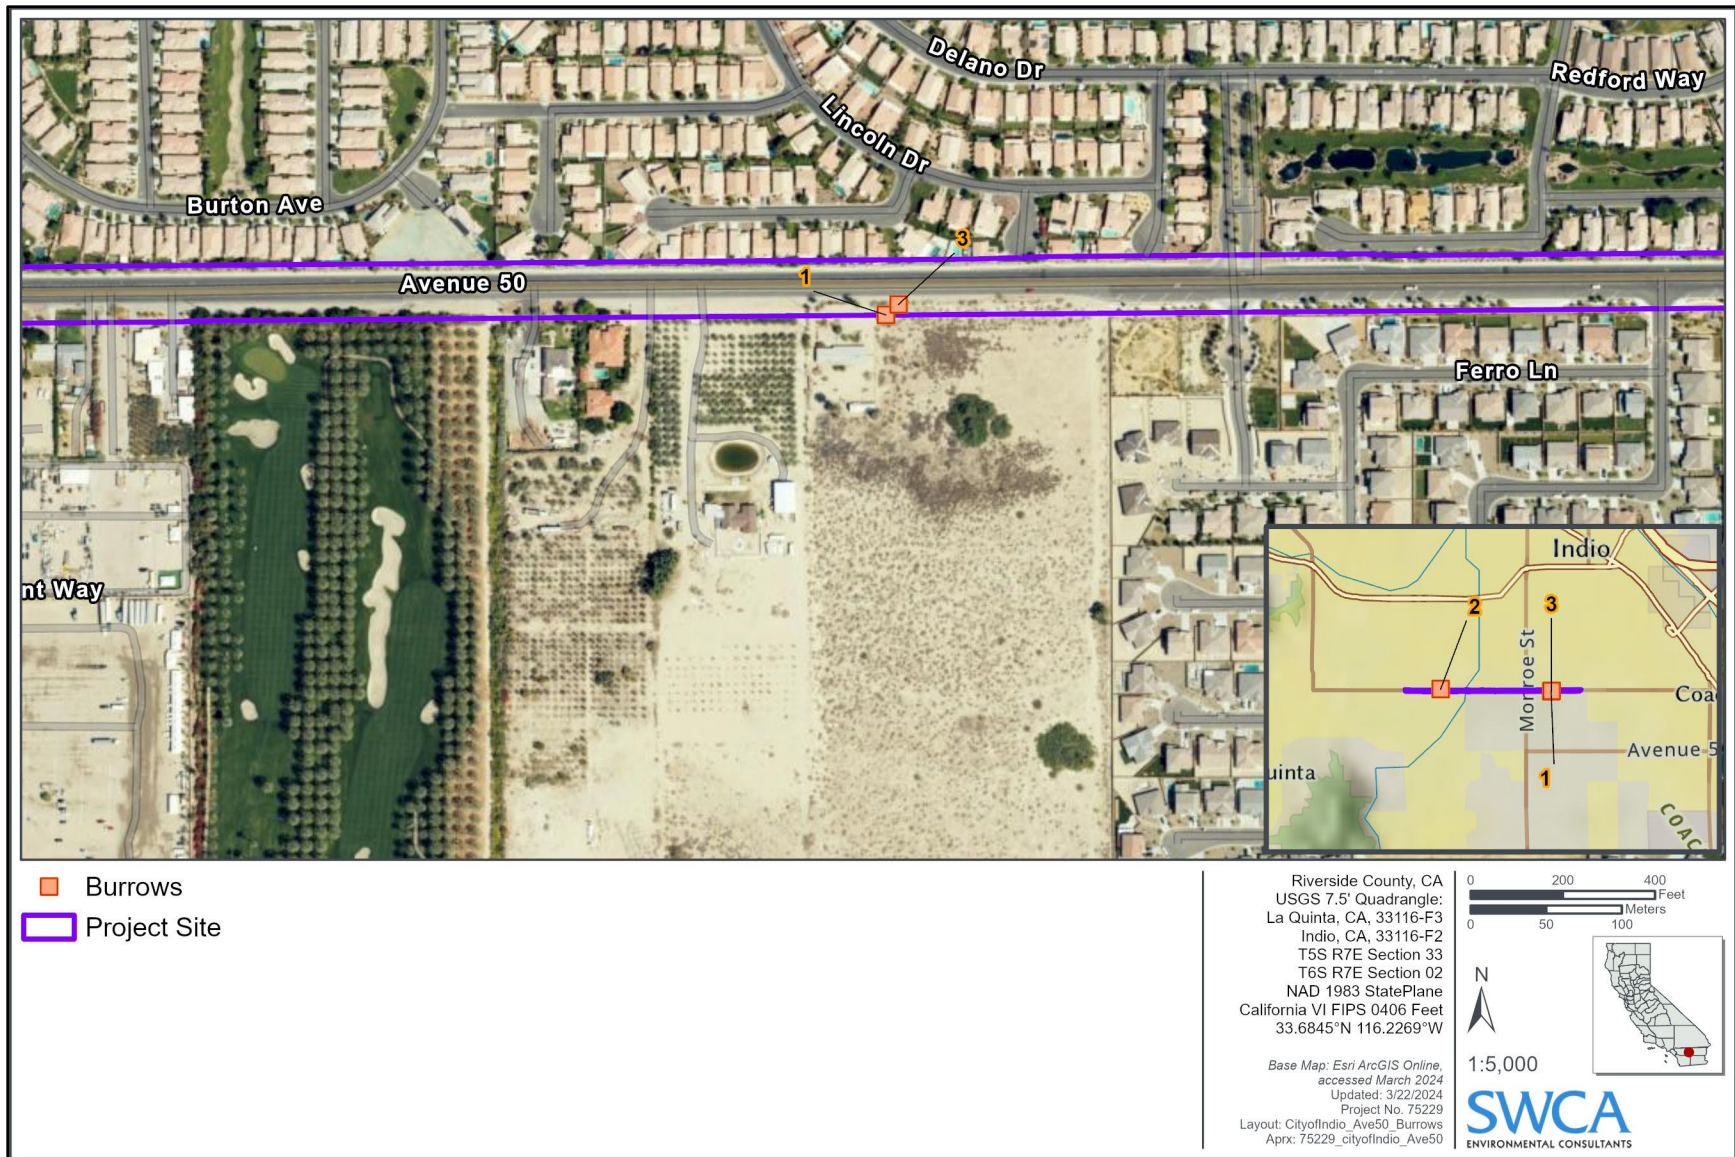 Delano Dr
Redford Way
Lincoln Dr
Burton Ave
3
1
Avenue 50
Ferro Ln
nt Way
Indio
2
3
Monroe St
Coa
Avenue 5
uinta
1
COAC
Burrows
Project Site
Riverside County, CA
USGS 7.5' Quadrangle:
La Quinta, CA, 33116-F3
Indio, CA, 33116-F2
T5S R7E Section 33
T6S R7E Section 02
NAD 1983 StatePlane
California VI FIPS 0406 Feet
33.6845°N 116.2269°W
Base Map: Esri ArcGIS Online,
accessed March 2024
Updated: 3/22/2024
Project No. 75229
Layout: CityofIndio_Ave50_Burrows
Aprx: 75229_cityofIndio_Ave50
0 200 400
Feet
Meters
0 50 100
N
1:5,000
SWCA
ENVIRONMENTAL CONSULTANTS